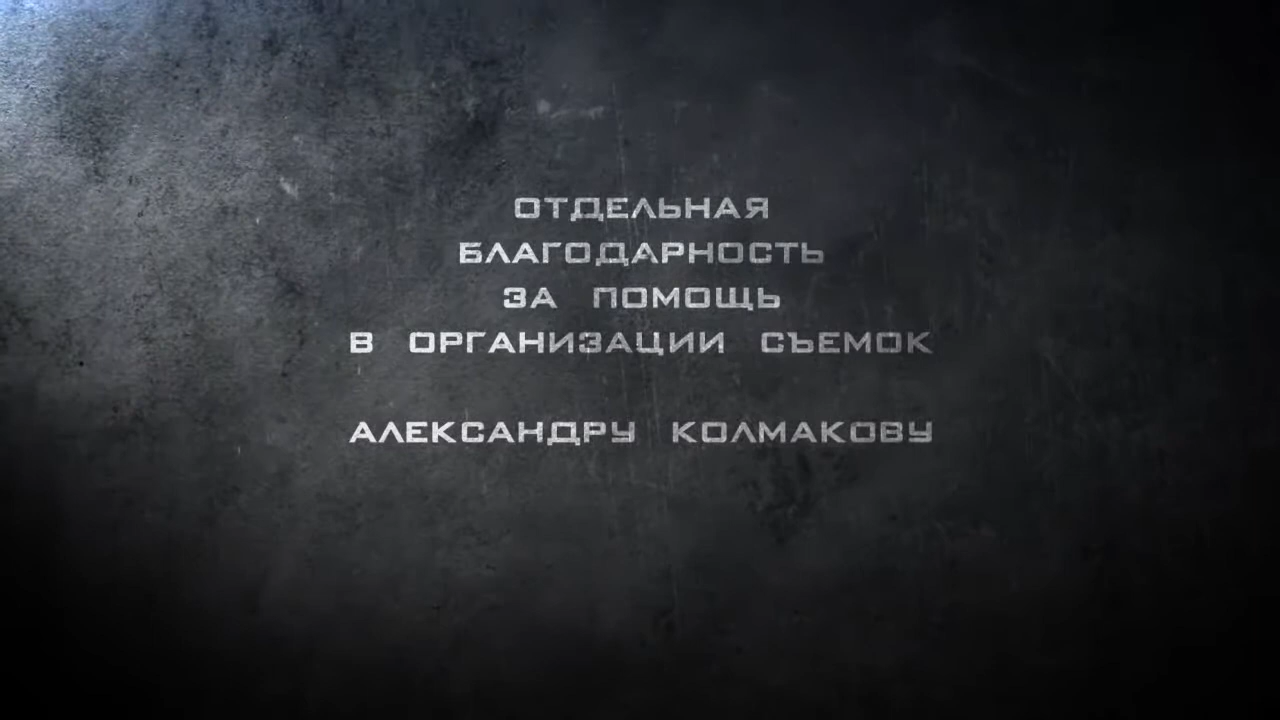 ОТДЕЛЬНАЯ
БЛАГОДАРНОСТЬ
ЗА ПОМОЩЬ
В ОРГАНИЗАЦИИ СЪЕМОК
АЛЕКСАНДРУ КОЛМАКОВУ